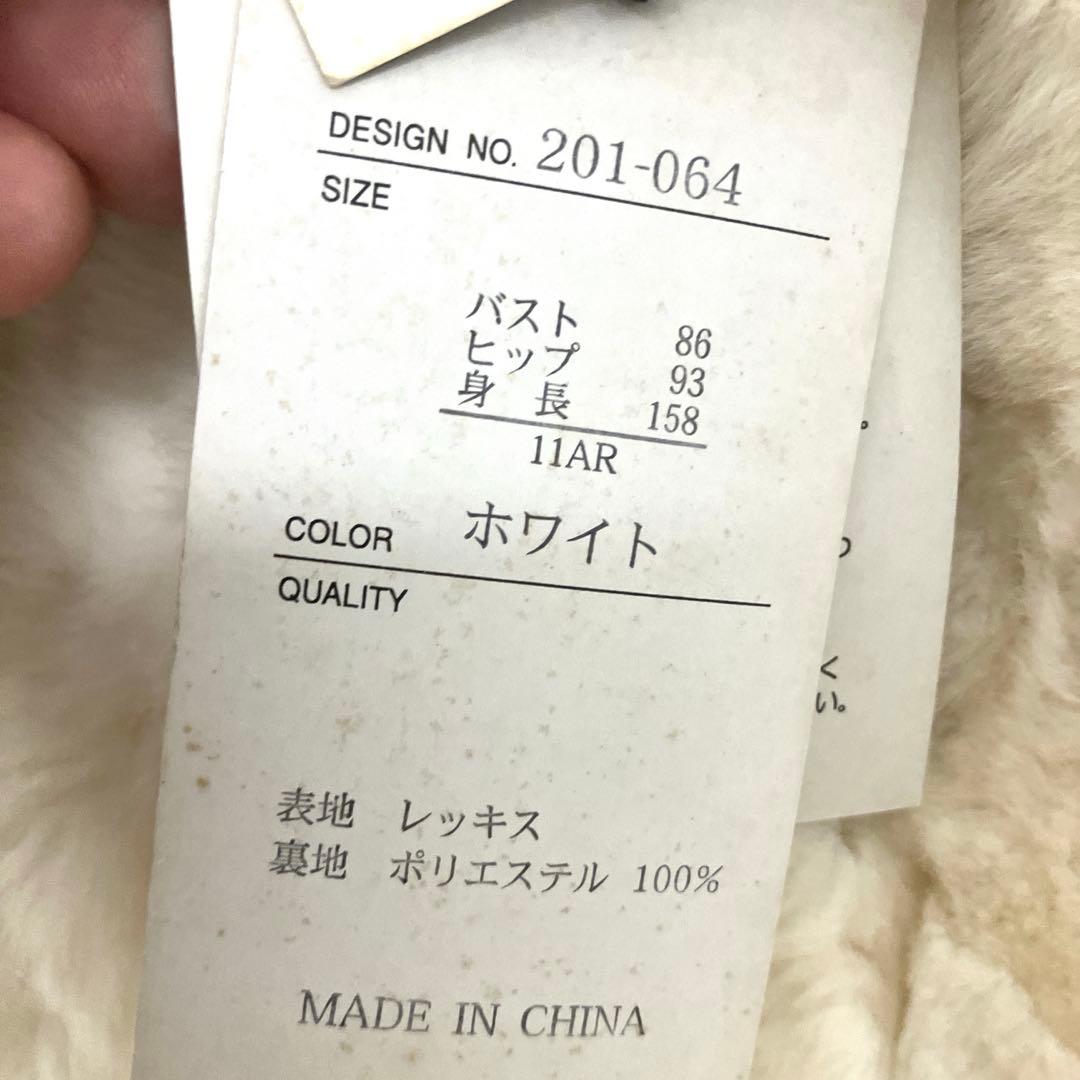 DESIGN NO. 201-064
SIZE
バスト 86
ヒップ 93
身 長 158
11AR
COLOR ホワイト
QUALITY
表地 レッキス
裏地 ポリエステル 100%
MADE IN CHINA
。
く
い。